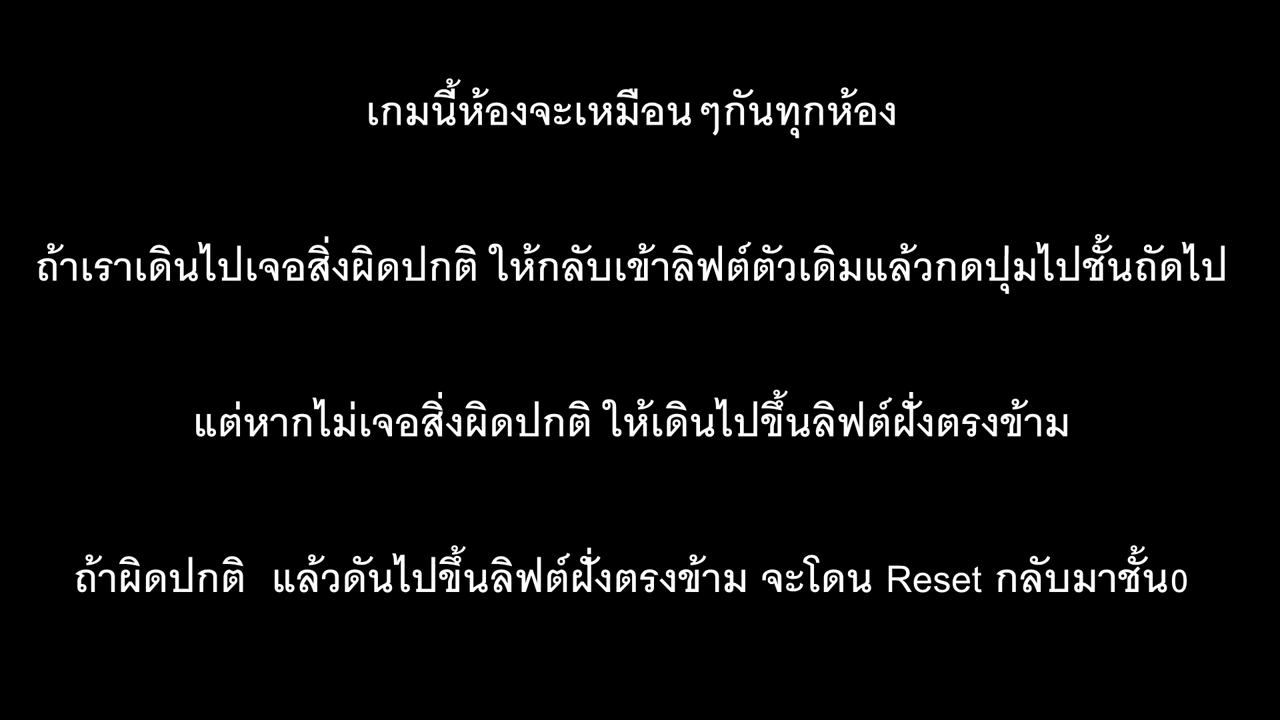 เกมนี้ห้องจะเหมือนๆกันทุกห้อง
ถ้าเราเดินไปเจอสิ่งผิดปกติ ให้กลับเข้าลิฟต์ตัวเดิมแล้วกดปุ่มไปชั้นถัดไป
แต่หากไม่เจอสิ่งผิดปกติ ให้เดินไปขึ้นลิฟต์ฝั่งตรงข้าม
ถ้าผิดปกติ แล้วดันไปขึ้นลิฟต์ฝั่งตรงข้าม จะโดน Reset กลับมาชั้น0